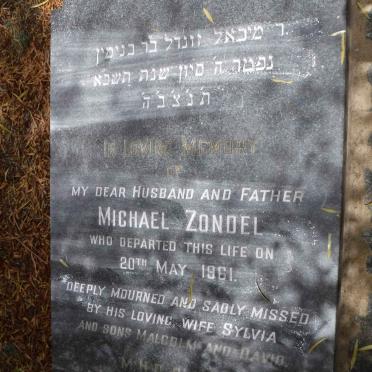 ר מיכאל זונדל בר בנימין
נפטר ה סיון שנת תשכא
ת נ צ ב ה
IN LOVING MEMORY
OF
MY DEAR HUSBAND AND FATHER
MICHAEL ZONDEL
WHO DEPARTED THIS LIFE ON
20TH MAY 1961.
DEEPLY MOURNED AND SADLY MISSED
BY HIS LOVING WIFE SYLVIA
AND SONS MALCOLM AND DAVID.